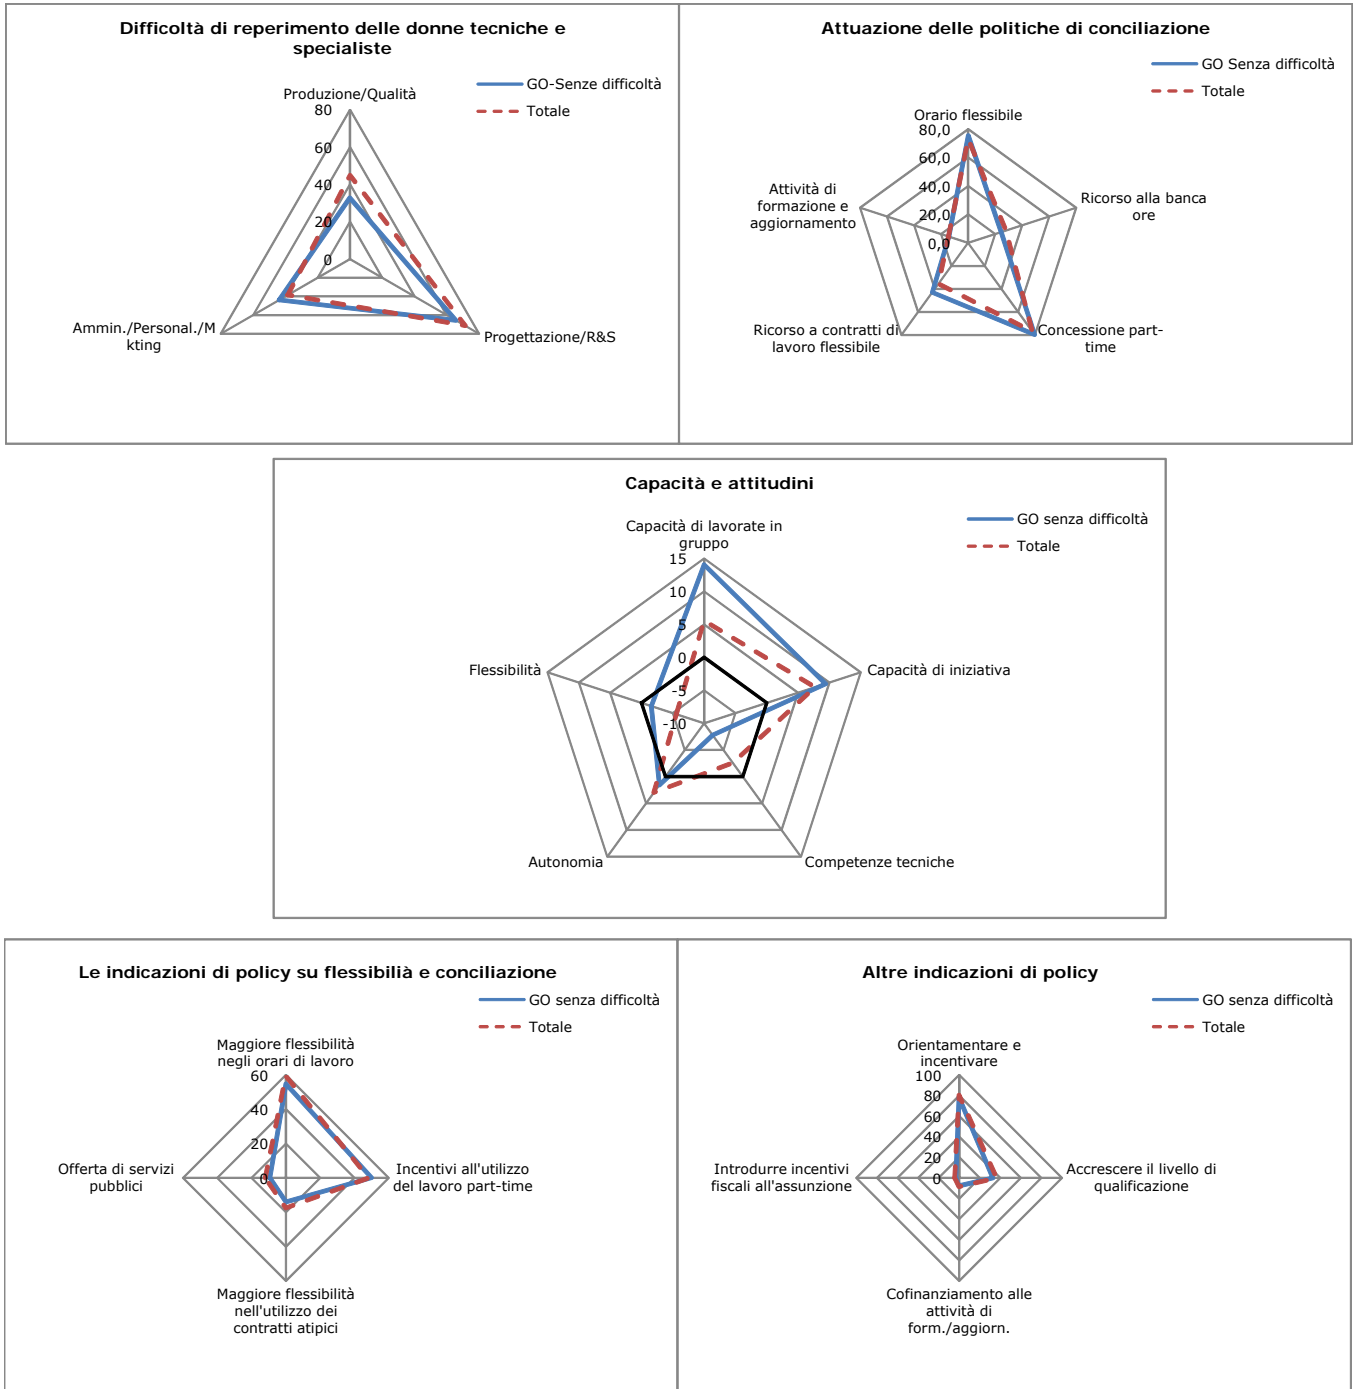 Difficoltà di reperimento delle donne tecniche e
specialiste
GO-Senze difficoltà
Totale
Produzione/Qualità
80
60
40
20
0
Ammin./Personal./M
kting
Progettazione/R&S
Attuazione delle politiche di conciliazione
GO Senza difficoltà
Totale
Orario flessibile
80,0
60,0
40,0
20,0
0,0
Attività di
formazione e
aggiornamento
Ricorso alla banca
ore
Ricorso a contratti di
lavoro flessibile
Concessione part-
time
Capacità e attitudini
GO senza difficoltà
Totale
Capacità di lavorate in
gruppo
15
10
5
0
-5
-10
Flessibilità
Capacità di iniziativa
Autonomia
Competenze tecniche
Le indicazioni di policy su flessibilià e conciliazione
GO senza difficoltà
Totale
Maggiore flessibilità
negli orari di lavoro
60
40
20
0
Offerta di servizi
pubblici
Incentivi all'utilizzo
del lavoro part-time
Maggiore flessibilità
nell'utilizzo dei
contratti atipici
Altre indicazioni di policy
GO senza difficoltà
Totale
Orientamentare e
incentivare
100
80
60
40
20
0
Introdurre incentivi
fiscali all'assunzione
Accrescere il livello di
qualificazione
Cofinanziamento alle
attività di
form./aggiorn.